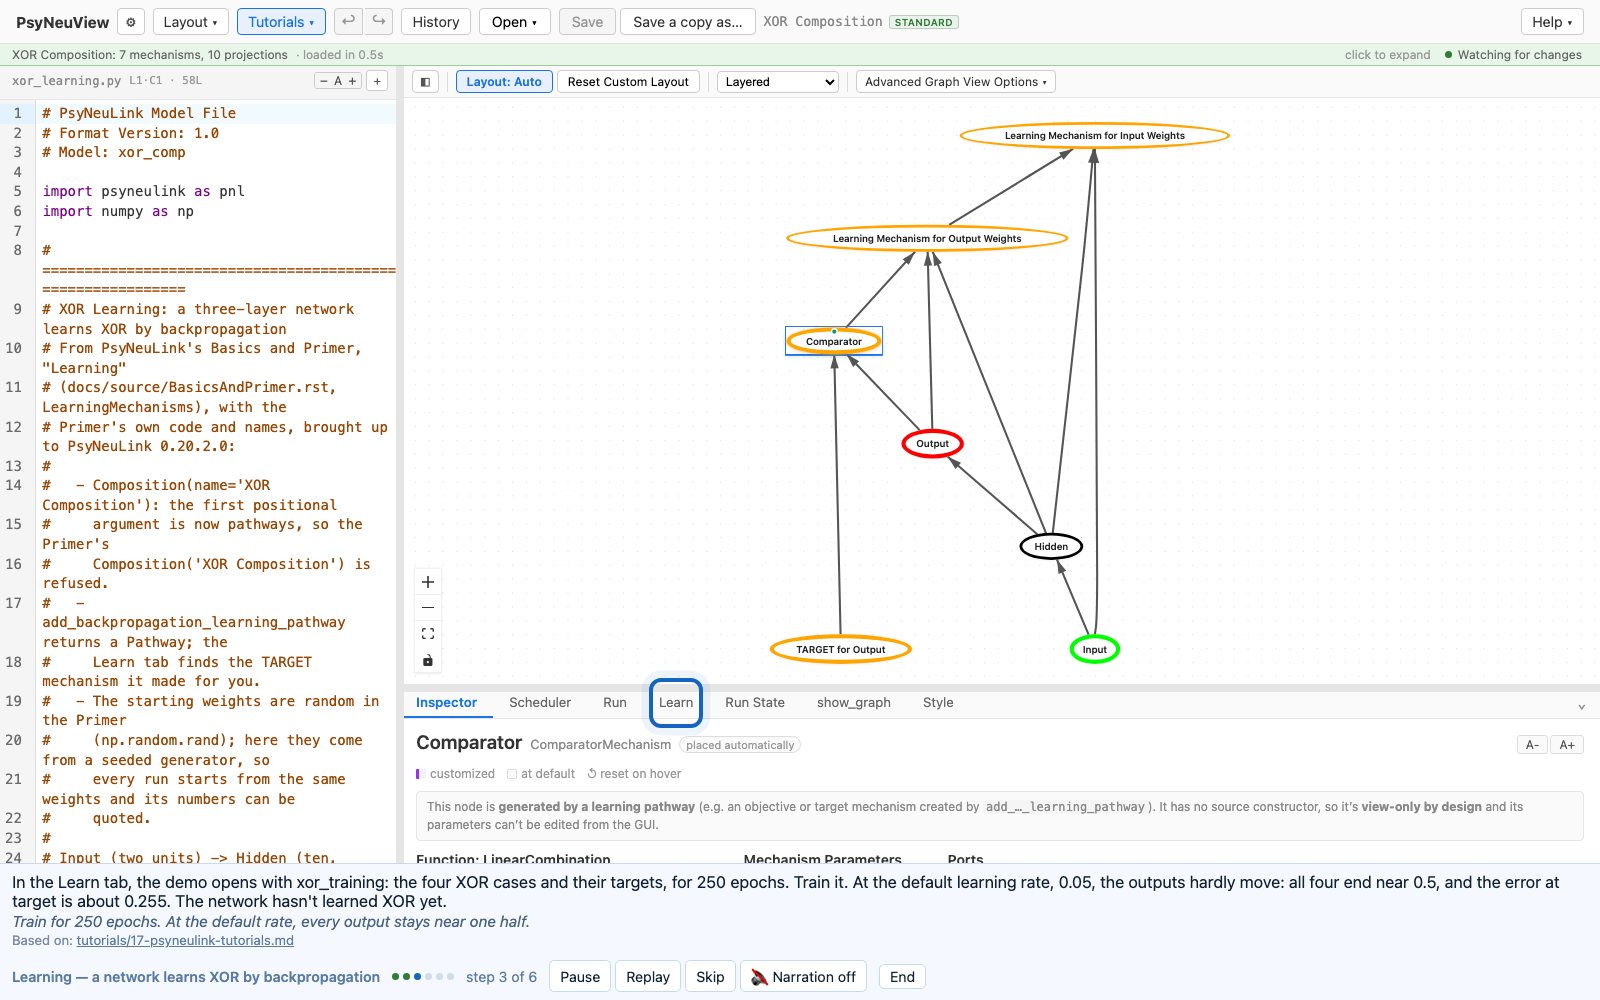 PsyNeuView ⚙ Layout ▾ Tutorials ▾ ↩ ↪ History Open ▾ Save Save a copy as... XOR Composition STANDARD Help ▾
XOR Composition: 7 mechanisms, 10 projections · loaded in 0.5s click to expand ● Watching for changes
xor_learning.py L1:C1 · 58L − A + +
Layout: Auto Reset Custom Layout Layered Advanced Graph View Options ▾
1 # PsyNeuLink Model File
2 # Format Version: 1.0
3 # Model: xor_comp
4
5 import psyneulink as pnl
6 import numpy as np
7
8 #
==========================================
=================
9 # XOR Learning: a three-layer network
learns XOR by backpropagation
10 # From PsyNeuLink's Basics and Primer,
"Learning"
11 # (docs/source/BasicsAndPrimer.rst,
LearningMechanisms), with the
12 # Primer's own code and names, brought up
to PsyNeuLink 0.20.2.0:
13 #
14 #   - Composition(name='XOR
Composition'): the first positional
15 #     argument is now pathways, so the
Primer's
16 #     Composition('XOR Composition') is
refused.
17 #   -
add_backpropagation_learning_pathway
returns a Pathway; the
18 #     Learn tab finds the TARGET
mechanism it made for you.
19 #   - The starting weights are random in
the Primer
20 #     (np.random.rand); here they come
from a seeded generator, so
21 #     every run starts from the same
weights and its numbers can be
22 #     quoted.
23 #
24 # Input (two units) -> Hidden (ten,
Learning Mechanism for Input Weights
Learning Mechanism for Output Weights
Comparator
Output
Hidden
TARGET for Output
Input
Inspector Scheduler Run Learn Run State show_graph Style
Comparator ComparatorMechanism placed automatically A- A+
customized at default ↺ reset on hover
This node is generated by a learning pathway (e.g. an objective or target mechanism created by add_…_learning_pathway). It has no source constructor, so it's view-only by design and its
parameters can't be edited from the GUI.
Function: LinearCombination Mechanism Parameters Ports
In the Learn tab, the demo opens with xor_training: the four XOR cases and their targets, for 250 epochs. Train it. At the default learning rate, 0.05, the outputs hardly move: all four end near 0.5, and the error at
target is about 0.255. The network hasn't learned XOR yet.
Train for 250 epochs. At the default rate, every output stays near one half.
Based on: tutorials/17-psyneulink-tutorials.md
Learning — a network learns XOR by backpropagation step 3 of 6 Pause Replay Skip Narration off End